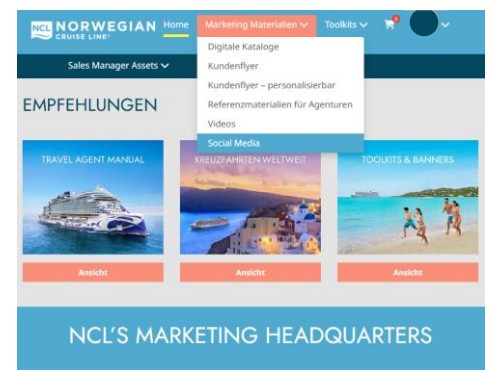 NCL NORWEGIAN
CRUISE LINE®
Home Marketing Materialien Toolkits 0
Digitale Kataloge
Kundenflyer
Kundenflyer – personalisierbar
Referenzmaterialien für Agenturen
Videos
Social Media
Sales Manager Assets
EMPFEHLUNGEN
TRAVEL AGENT MANUAL
KREUZFAHRTEN WELTWEIT
TOOLKITS & BANNERS
Ansicht
Ansicht
Ansicht
NCL'S MARKETING HEADQUARTERS